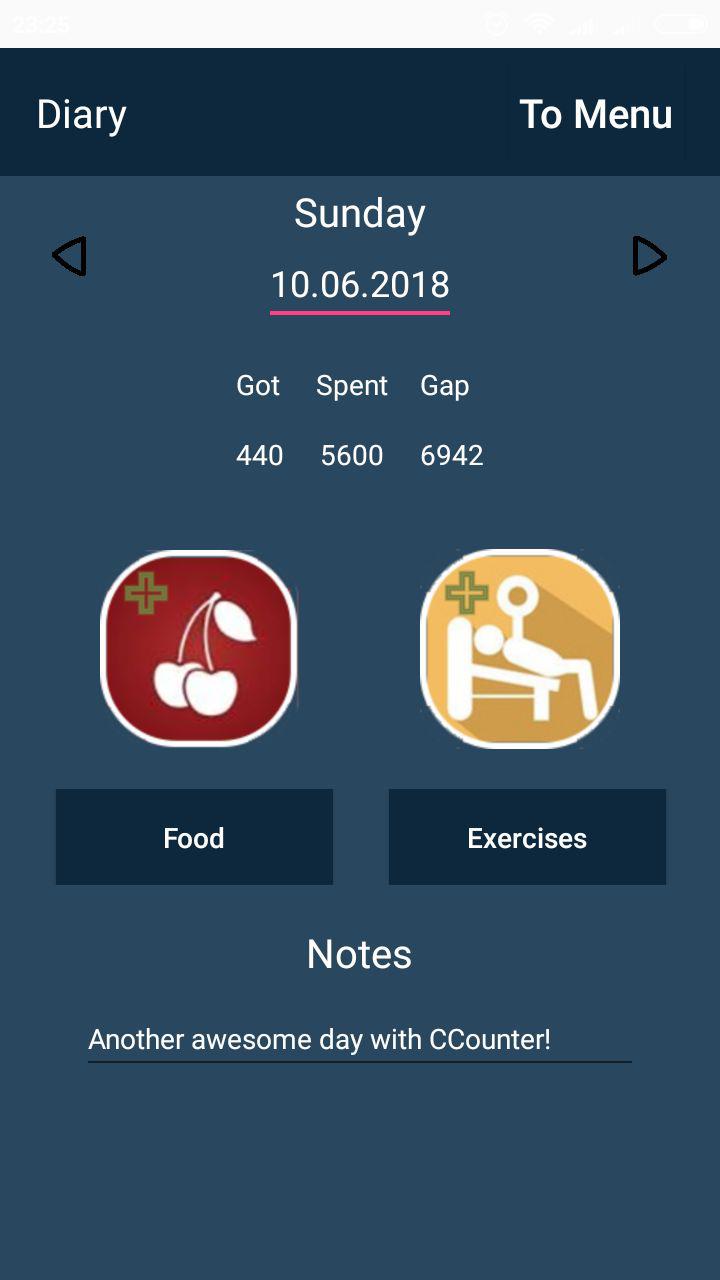 23:25
Diary To Menu
Sunday
10.06.2018
Got Spent Gap
440 5600 6942
Food Exercises
Notes
Another awesome day with CCounter!